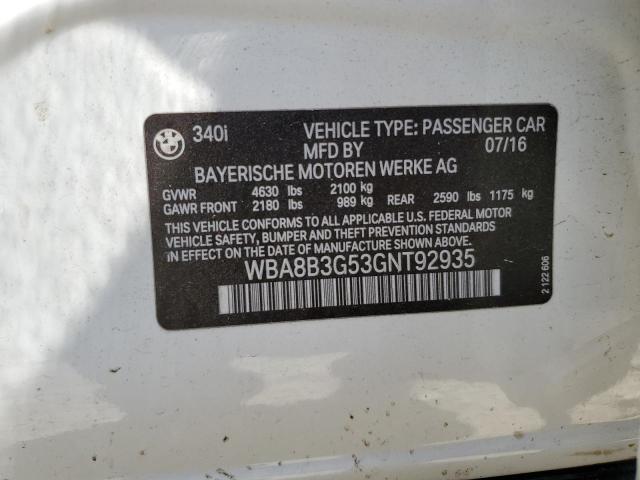 340i VEHICLE TYPE: PASSENGER CAR
MFD BY 07/16
BAYERISCHE MOTOREN WERKE AG
GVWR 4630 lbs 2100 kg
GAWR FRONT 2180 lbs 989 kg REAR 2590 lbs 1175 kg
THIS VEHICLE CONFORMS TO ALL APPLICABLE U.S. FEDERAL MOTOR
VEHICLE SAFETY, BUMPER AND THEFT PREVENTION STANDARDS IN
EFFECT ON THE DATE OF MANUFACTURE SHOWN ABOVE.
WBA8B3G53GNT92935
2 122 606